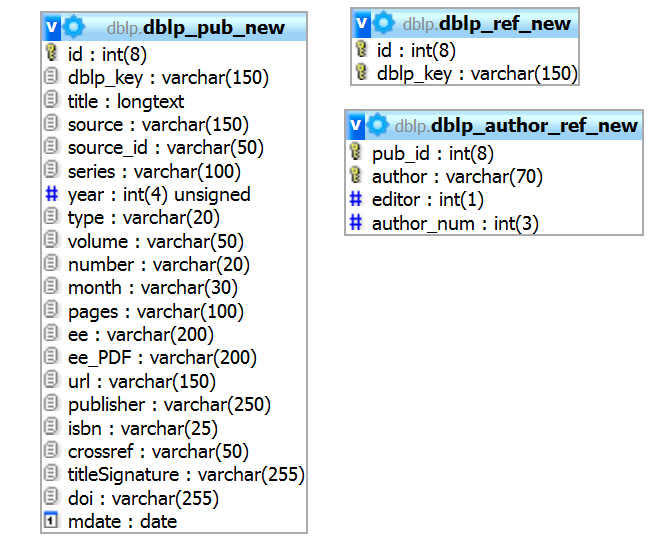 v dblp.dblp_pub_new
id : int(8)
dblp_key : varchar(150)
title : longtext
source : varchar(150)
source_id : varchar(50)
series : varchar(100)
# year : int(4) unsigned
type : varchar(20)
volume : varchar(50)
number : varchar(20)
month : varchar(30)
pages : varchar(100)
ee : varchar(200)
ee_PDF : varchar(200)
url : varchar(150)
publisher : varchar(250)
isbn : varchar(25)
crossref : varchar(50)
titleSignature : varchar(255)
doi : varchar(255)
mdate : date
v dblp.dblp_ref_new
id : int(8)
dblp_key : varchar(150)
v dblp.dblp_author_ref_new
pub_id : int(8)
author : varchar(70)
# editor : int(1)
# author_num : int(3)